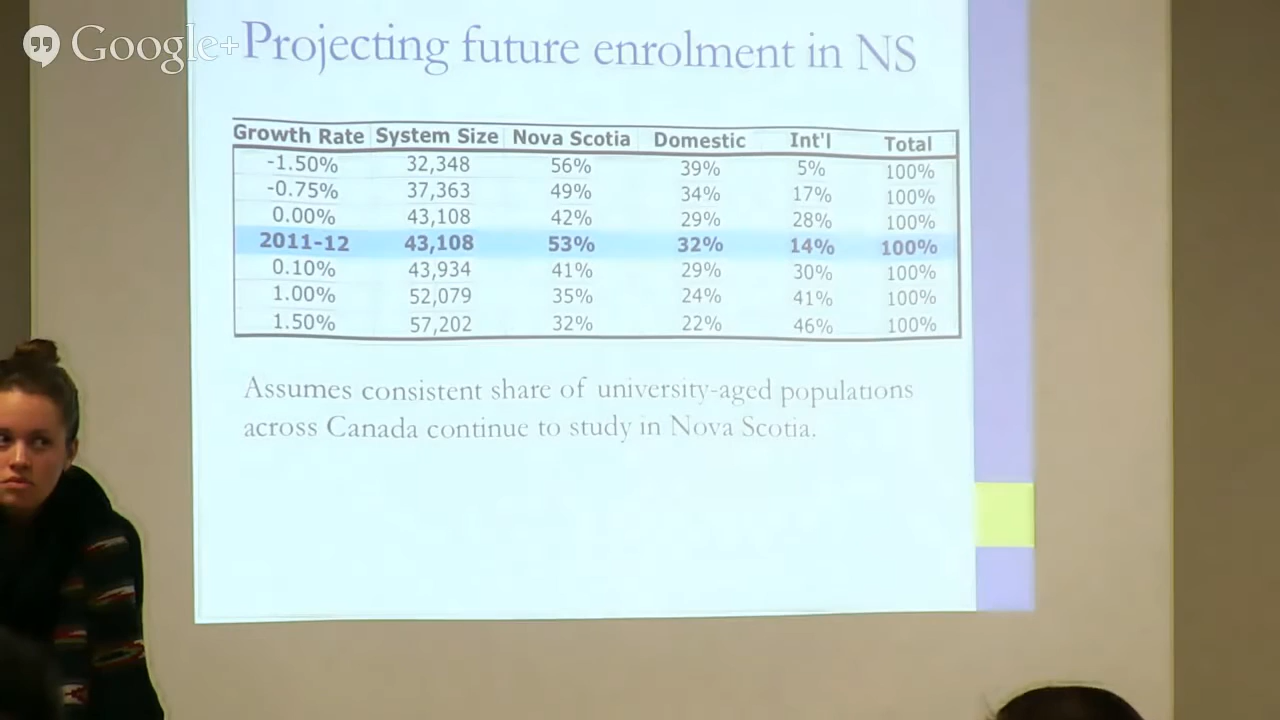 Google+
Projecting future enrolment in NS
Growth Rate System Size Nova Scotia Domestic Int'l Total
-1.50% 32,348 56% 39% 5% 100%
-0.75% 37,363 49% 34% 17% 100%
0.00% 43,108 42% 29% 28% 100%
2011-12 43,108 53% 32% 14% 100%
0.10% 43,934 41% 29% 30% 100%
1.00% 52,079 35% 24% 41% 100%
1.50% 57,202 32% 22% 46% 100%
Assumes consistent share of university-aged populations
across Canada continue to study in Nova Scotia.